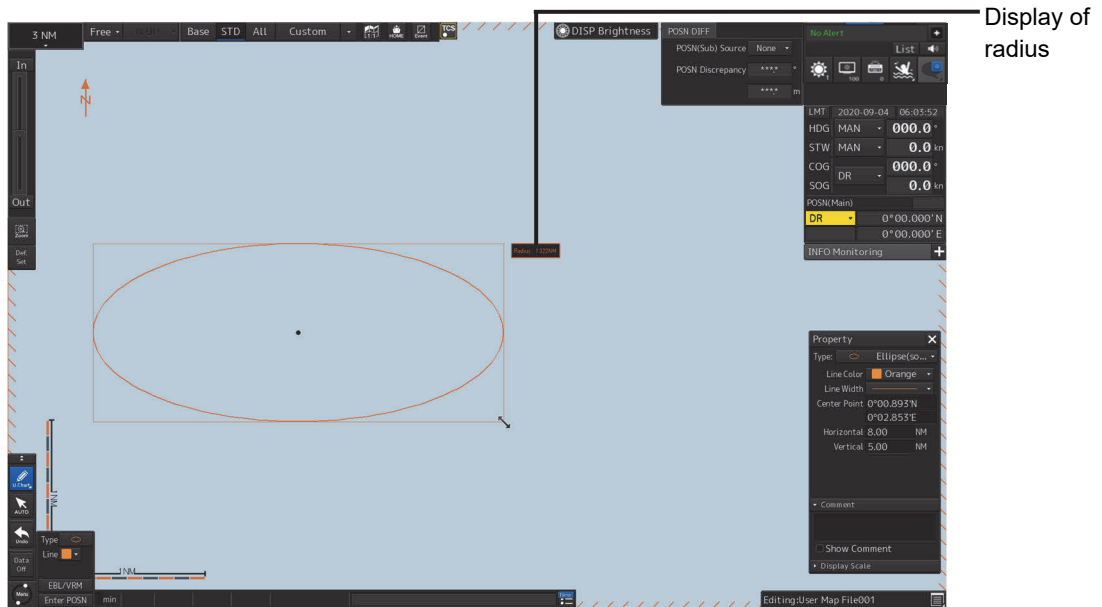 Display of
radius
3 NM
Free
Base STD All Custom
L1:1
HOME
Event
TCS
DISP Brightness
POSN DIFF
POSN(Sub) Source None
POSN Discrepancy ***.* °
***.* m
No Alert
List
1
100
0
In
Out
Zoom
Def.
Set
N
LMT 2020-09-04 06:03:52
HDG MAN 000.0 °
STW MAN 0.0 kn
COG 000.0 °
DR
SOG 0.0 kn
POSN(Main)
DR 0°00.000'N
0°00.000'E
INFO Monitoring
Radius
Property
Type: Ellipse(so...
Line Color Orange
Line Width
Center Point 0°00.893'N
0°02.853'E
Horizontal 8.00 NM
Vertical 5.00 NM
Comment
Show Comment
Display Scale
U.Chart
AUTO
Undo
Data
Off
Menu
1NM
Type
Line
EBL/VRM
Enter POSN
1NM
min
New
Editing:User Map File001